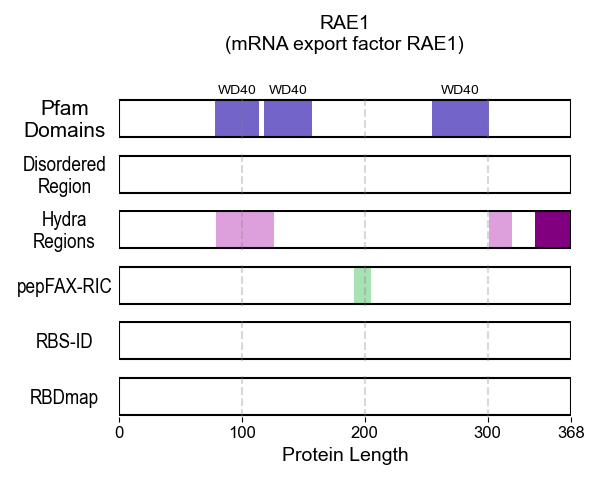 RAE1
(mRNA export factor RAE1)
WD40 WD40 WD40
Pfam
Domains
Disordered
Region
Hydra
Regions
pepFAX-RIC
RBS-ID
RBDmap
0 100 200 300 368
Protein Length